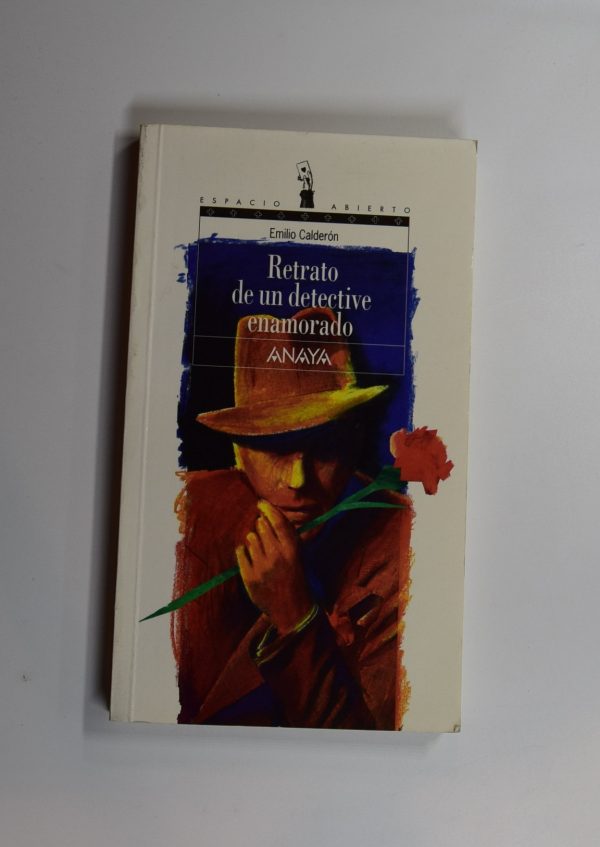 ESPACIO ABIERTO
Emilio Calderón
Retrato
de un detective
enamorado
ANAYA